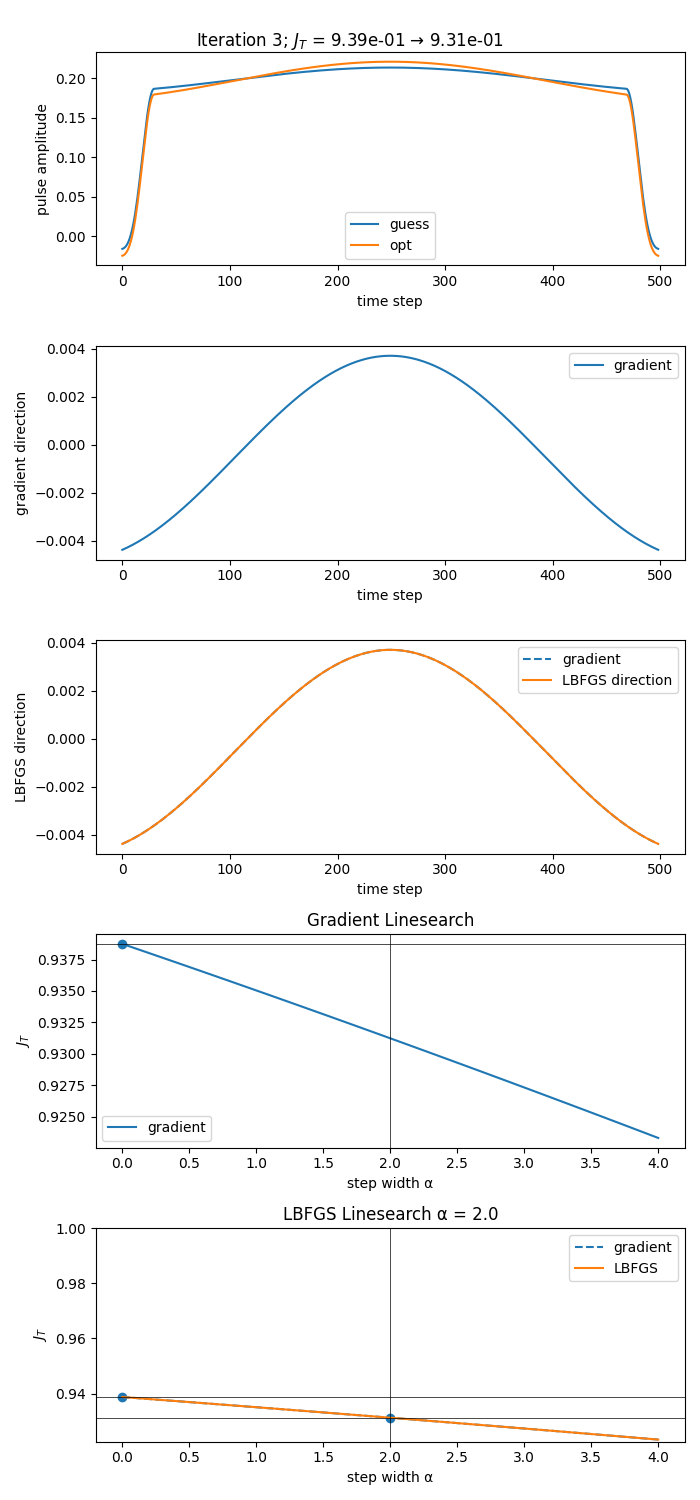 Iteration 3; J_T = 9.39e-01 → 9.31e-01
pulse amplitude
0.20
0.15
0.10
0.05
0.00
guess
opt
0 100 200 300 400 500
time step
gradient direction
0.004
0.002
0.000
−0.002
−0.004
gradient
0 100 200 300 400 500
time step
LBFGS direction
0.004
0.002
0.000
−0.002
−0.004
gradient
LBFGS direction
0 100 200 300 400 500
time step
Gradient Linesearch
J_T
0.9375
0.9350
0.9325
0.9300
0.9275
0.9250
gradient
0.0 0.5 1.0 1.5 2.0 2.5 3.0 3.5 4.0
step width α
LBFGS Linesearch α = 2.0
J_T
1.00
0.98
0.96
0.94
gradient
LBFGS
0.0 0.5 1.0 1.5 2.0 2.5 3.0 3.5 4.0
step width α